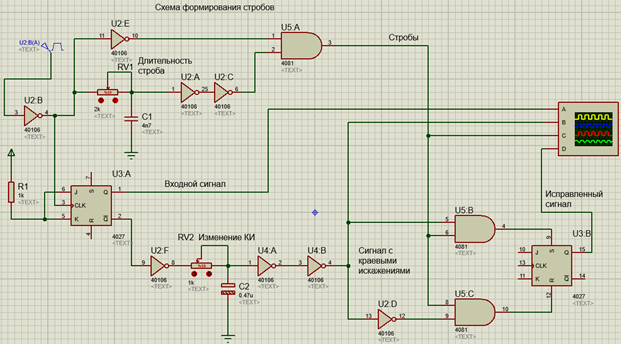 Схема формирования стробов
U2:B(A)
<TEXT>
U2:E
11
10
40106
<TEXT>
U5:A
1
2
3
4081
<TEXT>
Стробы
RV1
Длительность
строба
2k
<TEXT>
U2:A
U2:C
1
2 5
6
40106
<TEXT>
40106
<TEXT>
U2:B
3
4
40106
<TEXT>
C1
4n7
<TEXT>
A
B
C
D
R1
1k
<TEXT>
U3:A
6
3
5
7
4
1
2
J
CLK
K
S
R
Q
Q
4027
<TEXT>
Входной сигнал
Исправленный
сигнал
U2:F
9
8
40106
<TEXT>
RV2 Изменение КИ
1k
<TEXT>
C2
0.47u
<TEXT>
U4:A
1
2
40106
<TEXT>
U4:B
3
4
40106
<TEXT>
Сигнал с
краевыми
искажениями
U5:B
5
6
4
4081
<TEXT>
U3:B
9
10
13
11
12
15
14
J
CLK
K
S
R
Q
Q
4027
<TEXT>
U2:D
13
12
40106
<TEXT>
U5:C
8
9
10
4081
<TEXT>